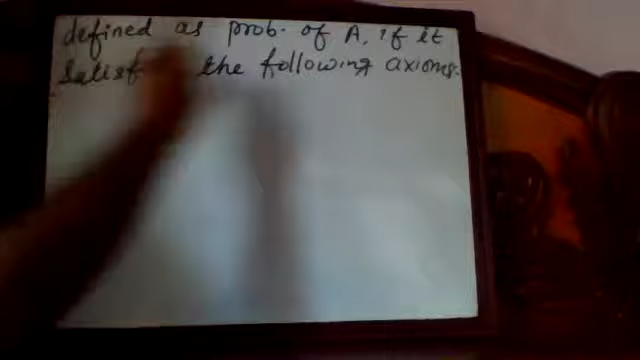 defined as prob. of A, if it
the following axioms.